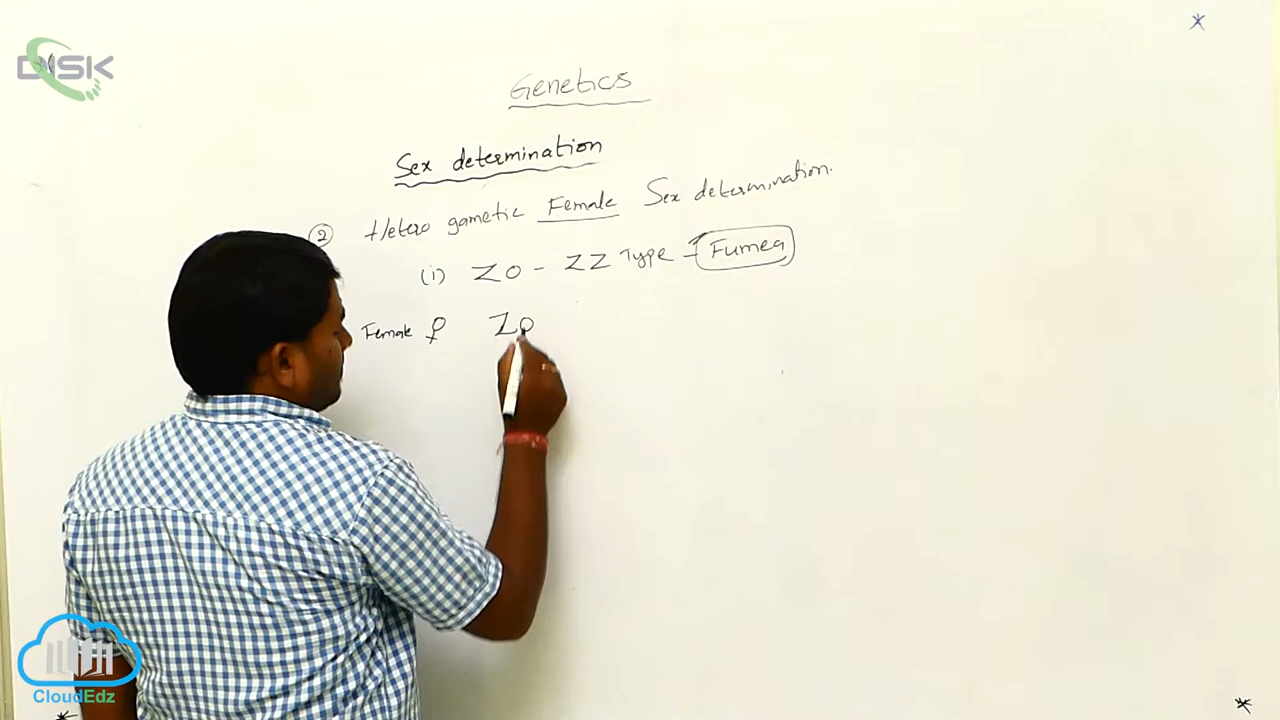 DISK
Genetics
Sex determination
② Hetero gametic Female Sex determination.
(i) ZO - ZZ Type - Fumea
Female ♀ ZO
CloudEdz